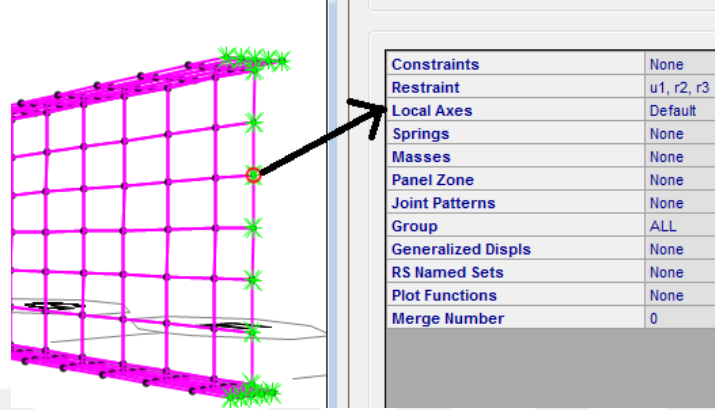 Constraints None
Restraint u1, r2, r3
Local Axes Default
Springs None
Masses None
Panel Zone None
Joint Patterns None
Group ALL
Generalized Displs None
RS Named Sets None
Plot Functions None
Merge Number 0